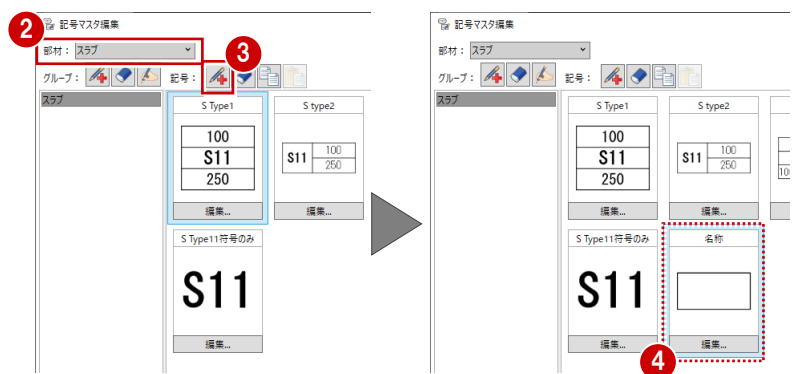 記号マスタ編集
2
部材： スラブ
3
グループ： 記号：
スラブ
S Type1
S type2
100
S11
250
S11
100
250
編集...
編集...
S Type11符号のみ
S11
編集...
記号マスタ編集
部材： スラブ
グループ： 記号：
スラブ
S Type1
S type2
100
S11
250
S11
100
250
編集...
編集...
S Type11符号のみ
名称
S11
編集...
編集...
4